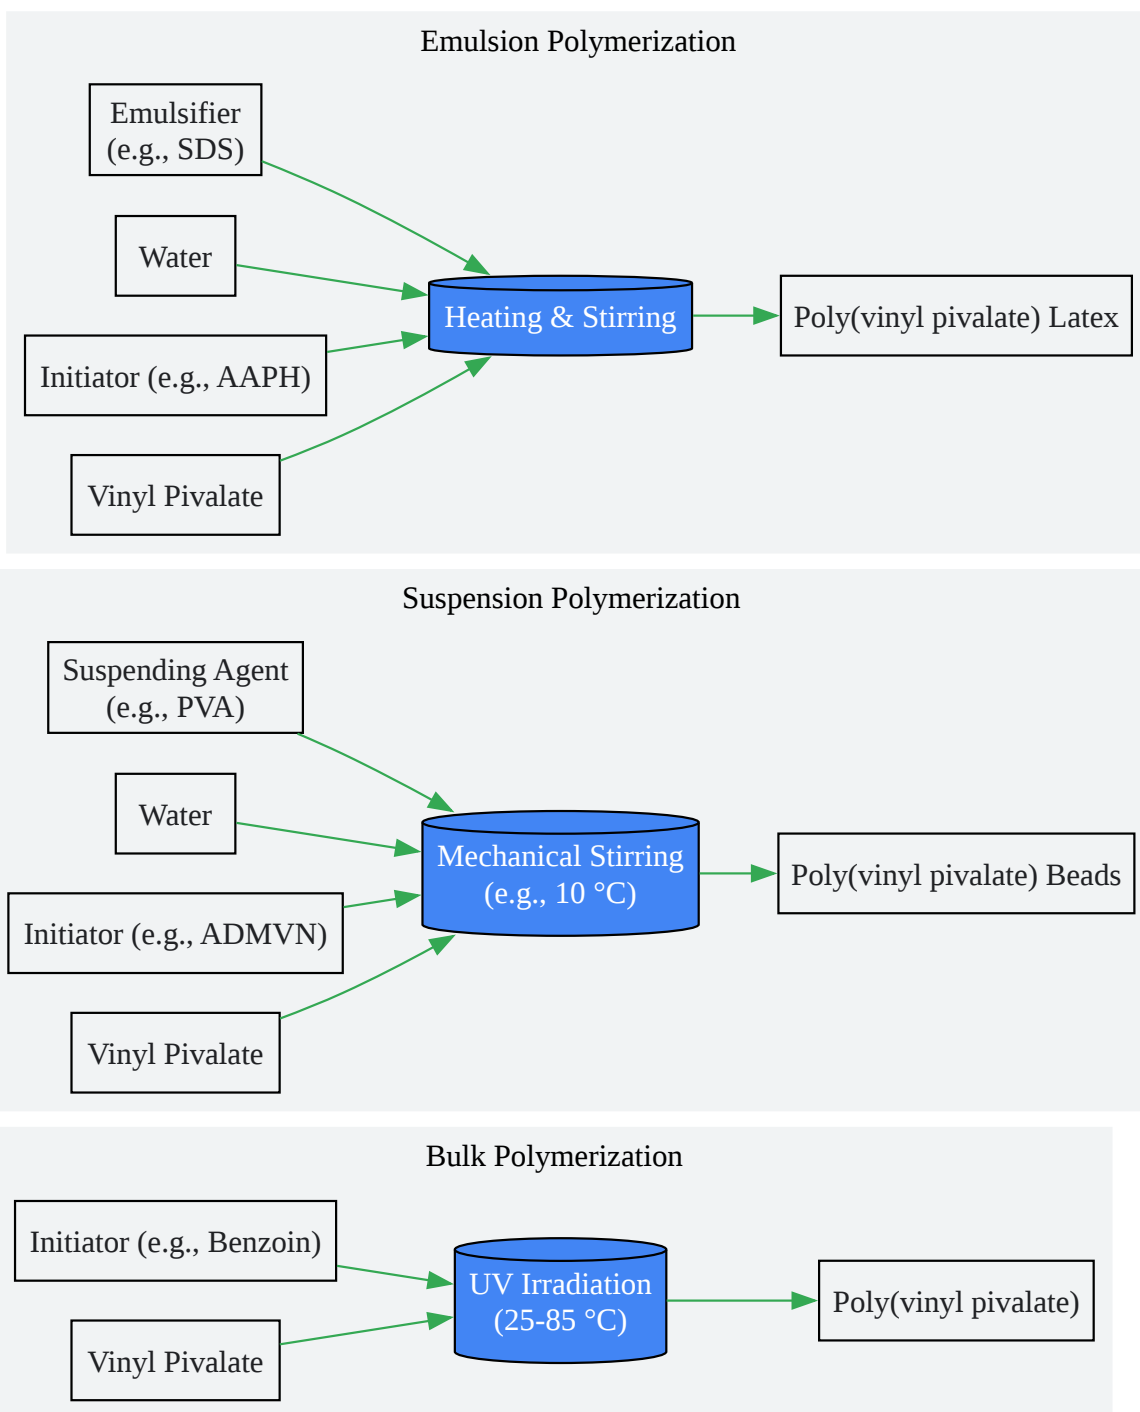 Emulsion Polymerization
Emulsifier
(e.g., SDS)
Water
Initiator (e.g., AAPH)
Vinyl Pivalate
Heating & Stirring
Poly(vinyl pivalate) Latex
Suspension Polymerization
Suspending Agent
(e.g., PVA)
Water
Initiator (e.g., ADMVN)
Vinyl Pivalate
Mechanical Stirring
(e.g., 10 °C)
Poly(vinyl pivalate) Beads
Bulk Polymerization
Initiator (e.g., Benzoin)
Vinyl Pivalate
UV Irradiation
(25-85 °C)
Poly(vinyl pivalate)